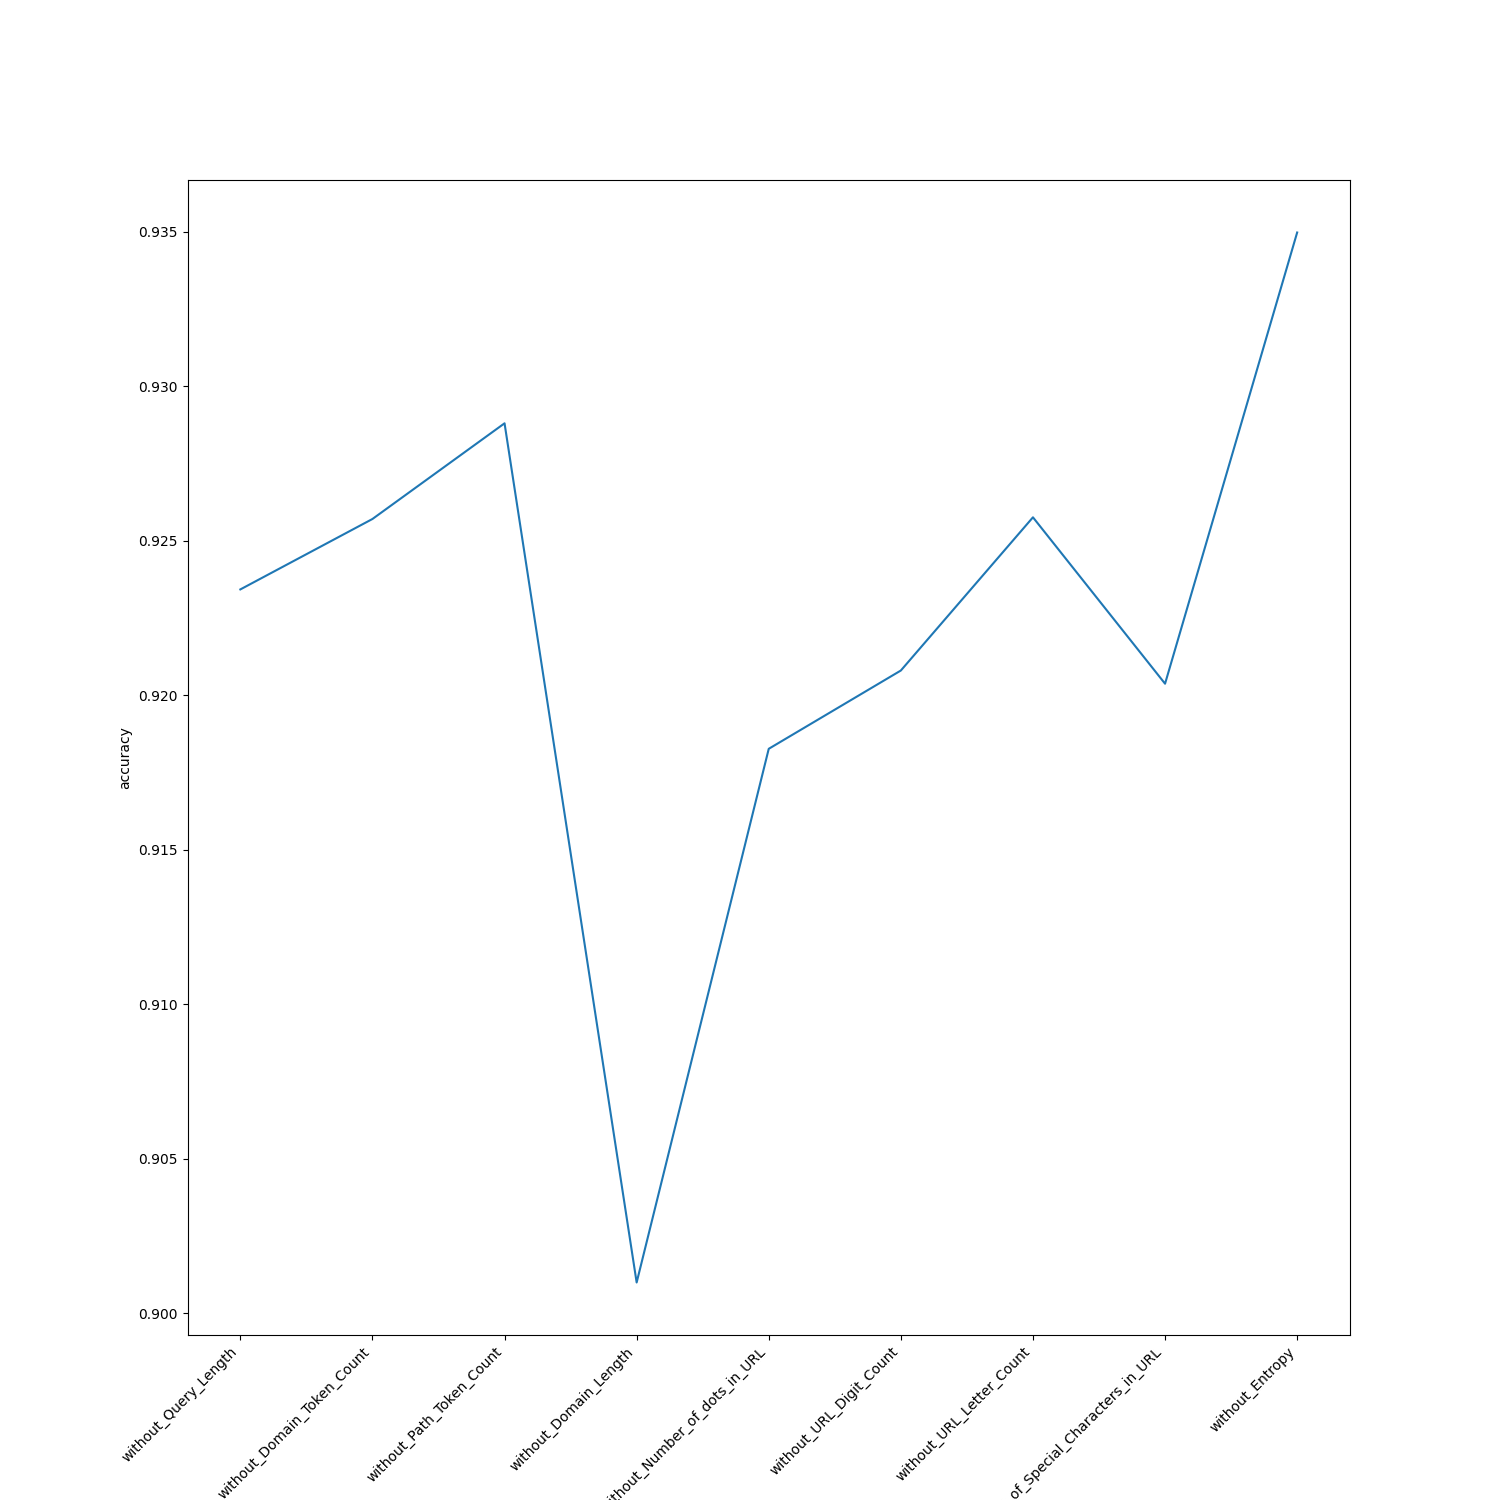 0.935
0.930
0.925
0.920
0.915
0.910
0.905
0.900
accuracy
without_Query_Length
without_Domain_Token_Count
without_Path_Token_Count
without_Domain_Length
ithout_Number_of_dots_in_URL
without_URL_Digit_Count
without_URL_Letter_Count
of_Special_Characters_in_URL
without_Entropy